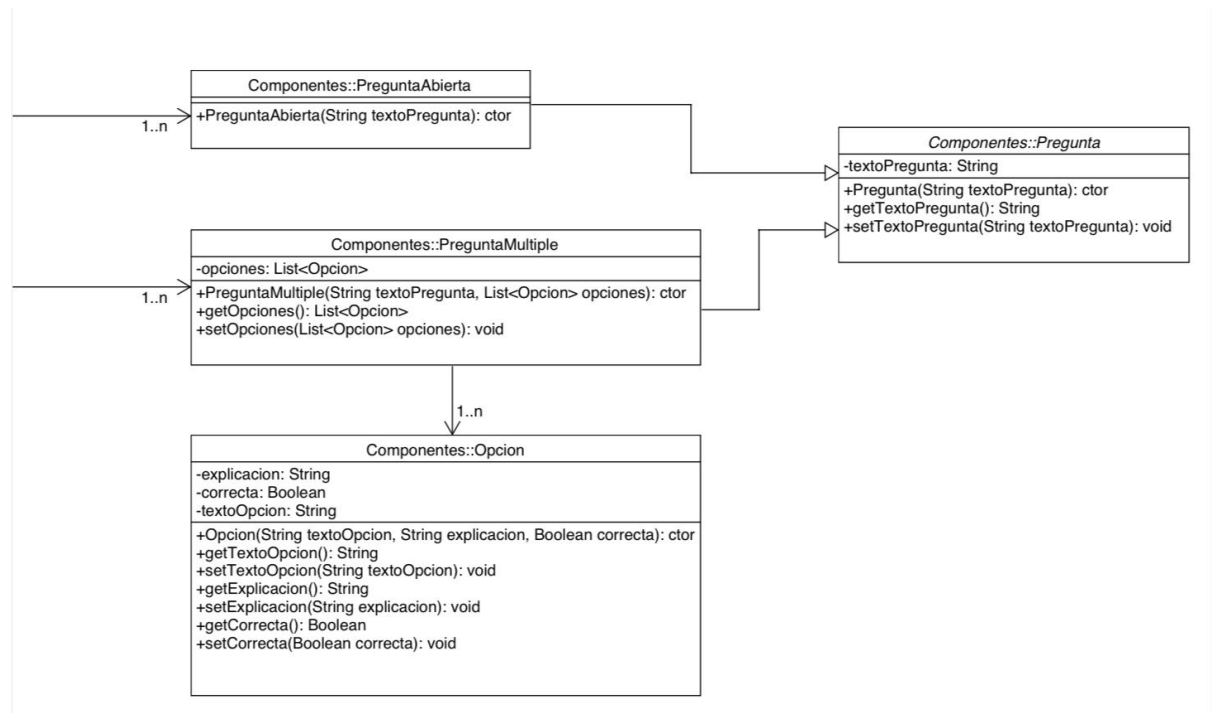 Componentes::PreguntaAbierta
+PreguntaAbierta(String textoPregunta): ctor
1..n
Componentes::Pregunta
-textoPregunta: String
+Pregunta(String textoPregunta): ctor
+getTextoPregunta(): String
+setTextoPregunta(String textoPregunta): void
Componentes::PreguntaMultiple
-opciones: List<Opcion>
+PreguntaMultiple(String textoPregunta, List<Opcion> opciones): ctor
+getOpciones(): List<Opcion>
+setOpciones(List<Opcion> opciones): void
1..n
1..n
Componentes::Opcion
-explicacion: String
-correcta: Boolean
-textoOpcion: String
+Opcion(String textoOpcion, String explicacion, Boolean correcta): ctor
+getTextoOpcion(): String
+setTextoOpcion(String textoOpcion): void
+getExplicacion(): String
+setExplicacion(String explicacion): void
+getCorrecta(): Boolean
+setCorrecta(Boolean correcta): void